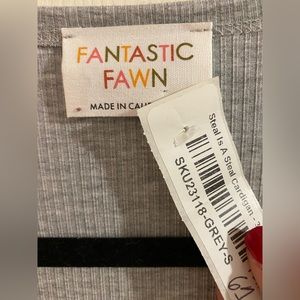 FANTASTIC
FAWN
MADE IN
Steal Is A Steal Cardigan
SKU23118-GREY-S